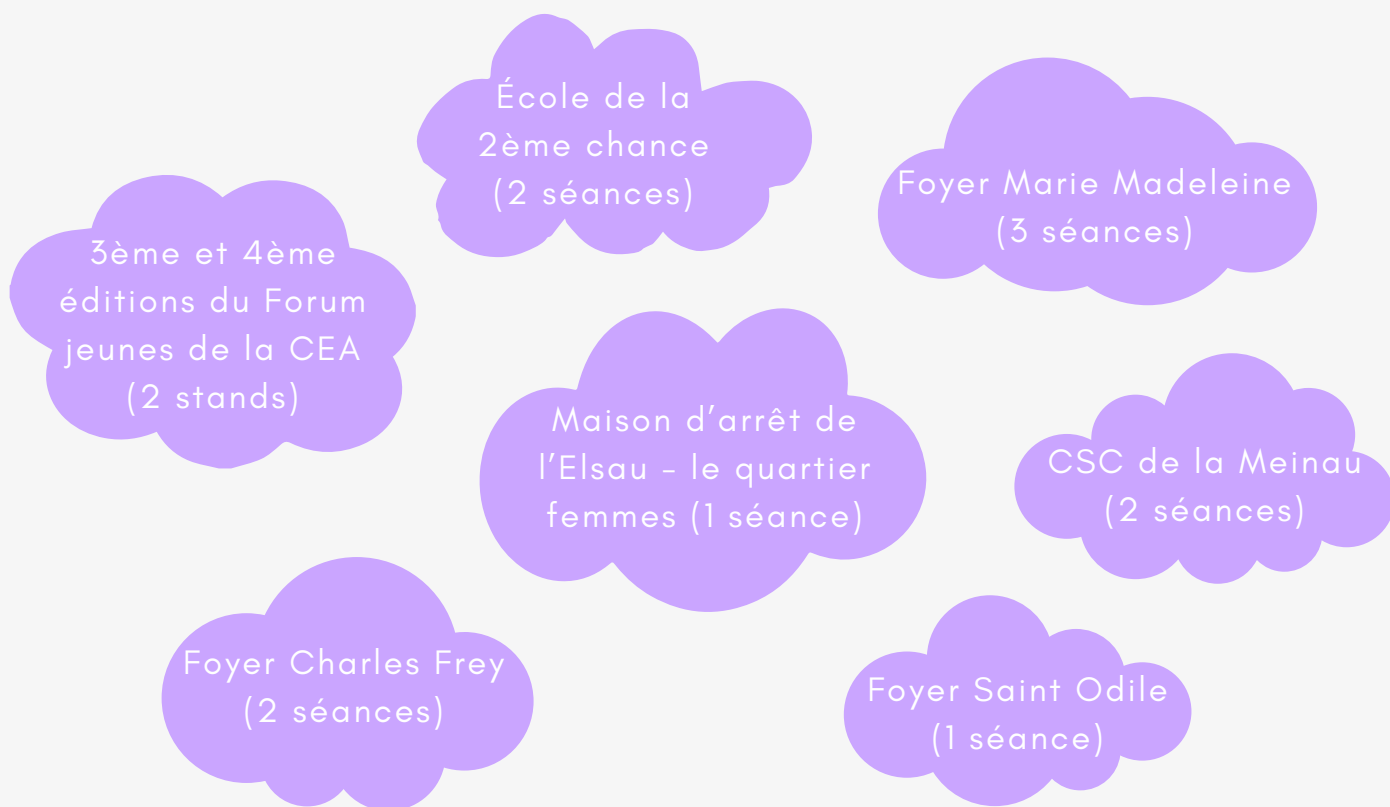 École de la
2ème chance
(2 séances)
Foyer Marie Madeleine
(3 séances)
3ème et 4ème
éditions du Forum
jeunes de la CEA
(2 stands)
Maison d'arrêt de
l'Elsau - le quartier
femmes (1 séance)
CSC de la Meinau
(2 séances)
Foyer Charles Frey
(2 séances)
Foyer Saint Odile
(1 séance)